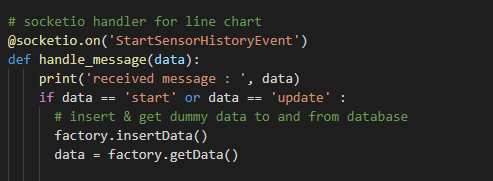 # socketio handler for line chart
@socketio.on('StartSensorHistoryEvent')
def handle_message(data):
    print('received message : ', data)
    if data == 'start' or data == 'update' :
      # insert & get dummy data to and from database
      factory.insertData()
      data = factory.getData()